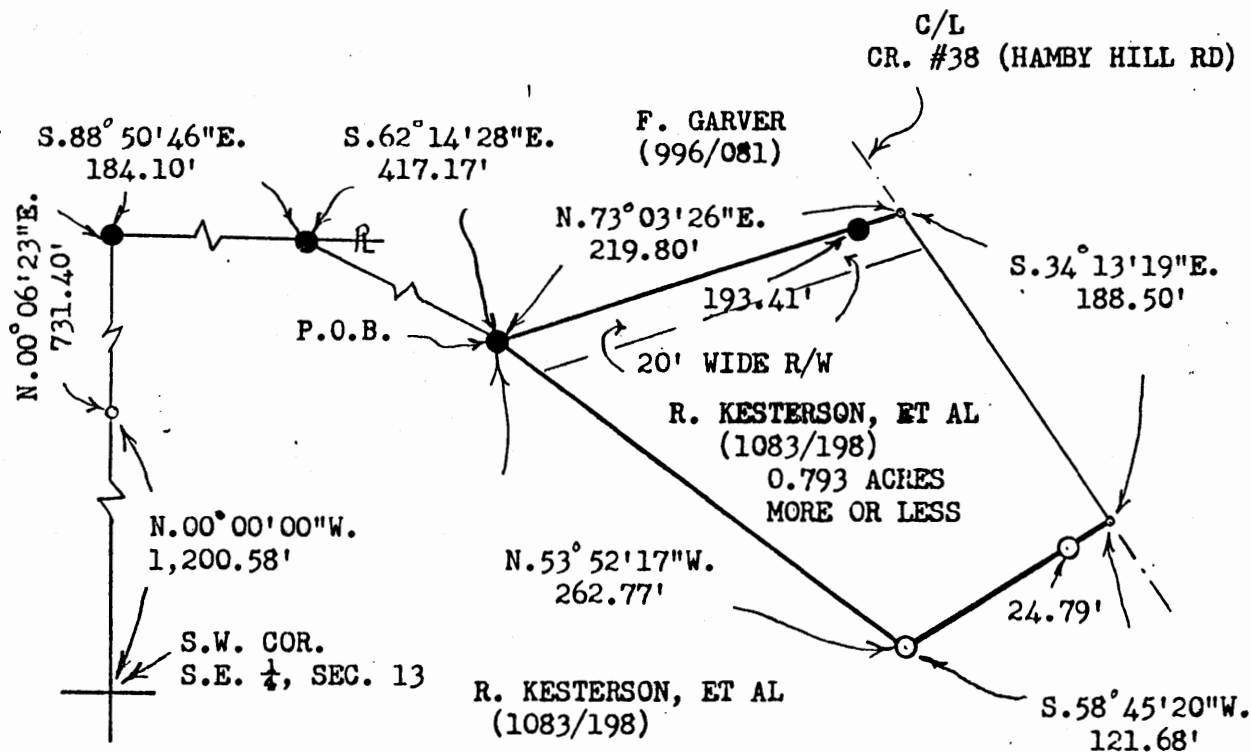 C/L
CR. #38 (HAMBY HILL RD)
S.88°50'46"E.
184.10'
S.62°14'28"E.
417.17'
F. GARVER
(996/081)
N.00°06'23"E.
731.40'
PL
N.73°03'26"E.
219.80'
193.41'
S.34°13'19"E.
188.50'
P.O.B.
20' WIDE R/W
R. KESTERSON, ET AL
(1083/198)
0.793 ACRES
MORE OR LESS
N.00°00'00"W.
1,200.58'
N.53°52'17"W.
262.77'
24.79'
S.W. COR.
S.E. ¼, SEC. 13
R. KESTERSON, ET AL
(1083/198)
S.58°45'20"W.
121.68'